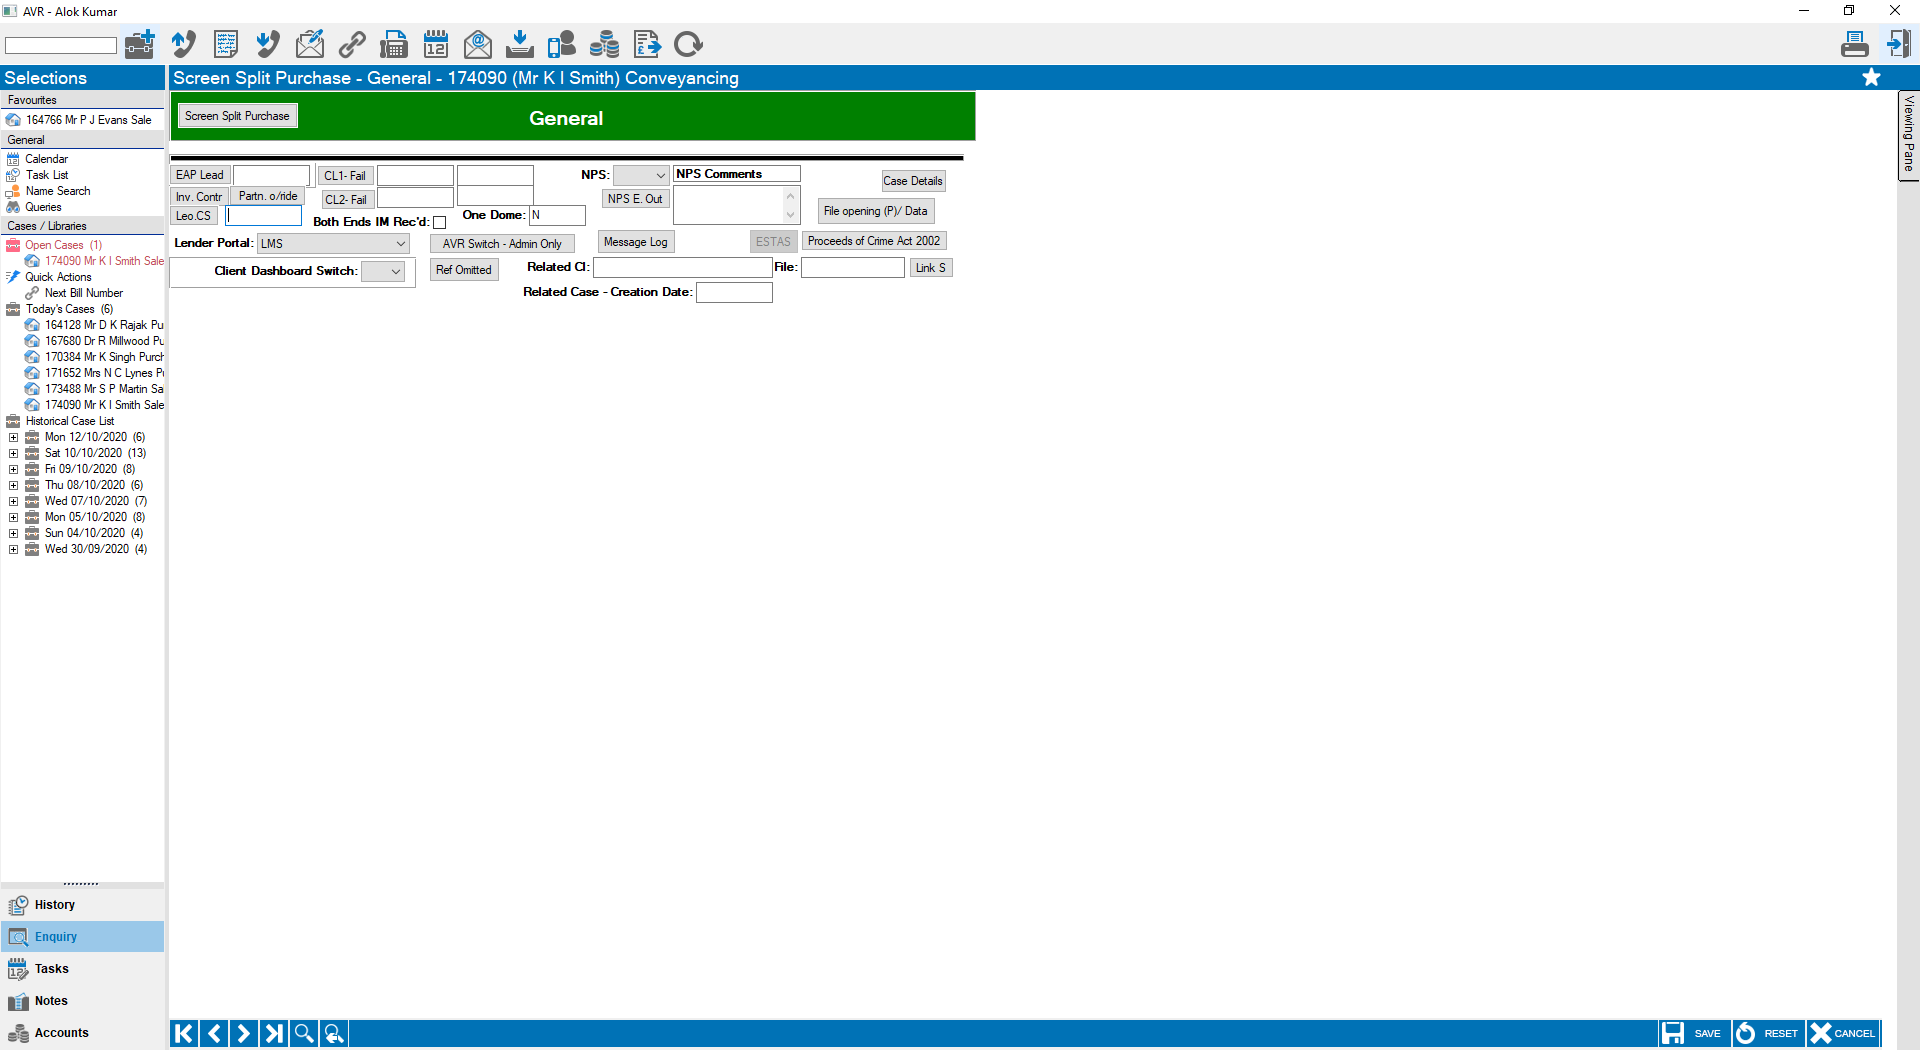 AVR - Alok Kumar
Selections
Screen Split Purchase - General - 174090 (Mr K I Smith) Conveyancing
Favourites
164766 Mr P J Evans Sale
General
Calendar
Task List
Name Search
Queries
Cases / Libraries
Open Cases (1)
174090 Mr K I Smith Sale
Quick Actions
Next Bill Number
Today's Cases (6)
164128 Mr D K Rajak Pu
167680 Dr R Millwood Pu
170384 Mr K Singh Purch
171652 Mrs N C Lynes P
173488 Mr S P Martin Sa
174090 Mr K I Smith Sale
Historical Case List
Mon 12/10/2020 (6)
Sat 10/10/2020 (13)
Fri 09/10/2020 (8)
Thu 08/10/2020 (6)
Wed 07/10/2020 (7)
Mon 05/10/2020 (8)
Sun 04/10/2020 (4)
Wed 30/09/2020 (4)
History
Enquiry
Tasks
Notes
Accounts
Screen Split Purchase
General
EAP Lead
CL1- Fail
NPS:
NPS Comments
Case Details
Inv. Contr
Partn. o/ride
CL2- Fail
NPS E. Out
File opening (P)/ Data
Leo.CS
Both Ends IM Rec'd:
One Dome: N
Lender Portal: LMS
AVR Switch - Admin Only
Message Log
ESTAS
Proceeds of Crime Act 2002
Client Dashboard Switch:
Ref Omitted
Related Cl:
File:
Link S
Related Case - Creation Date:
Viewing Pane
SAVE
RESET
CANCEL